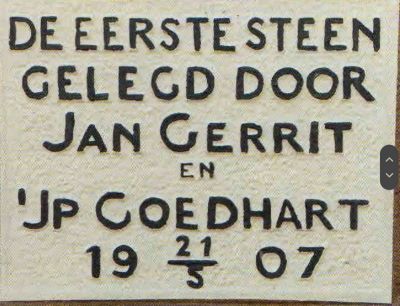 DE EERSTE STEEN
GELEGD DOOR
JAN GERRIT
EN
'JP GOEDHART
19 21/5 07